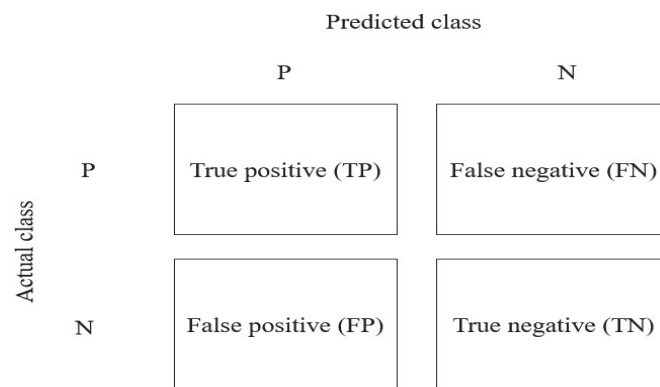 Predicted class
P N
P True positive (TP) False negative (FN)
Actual class
N False positive (FP) True negative (TN)